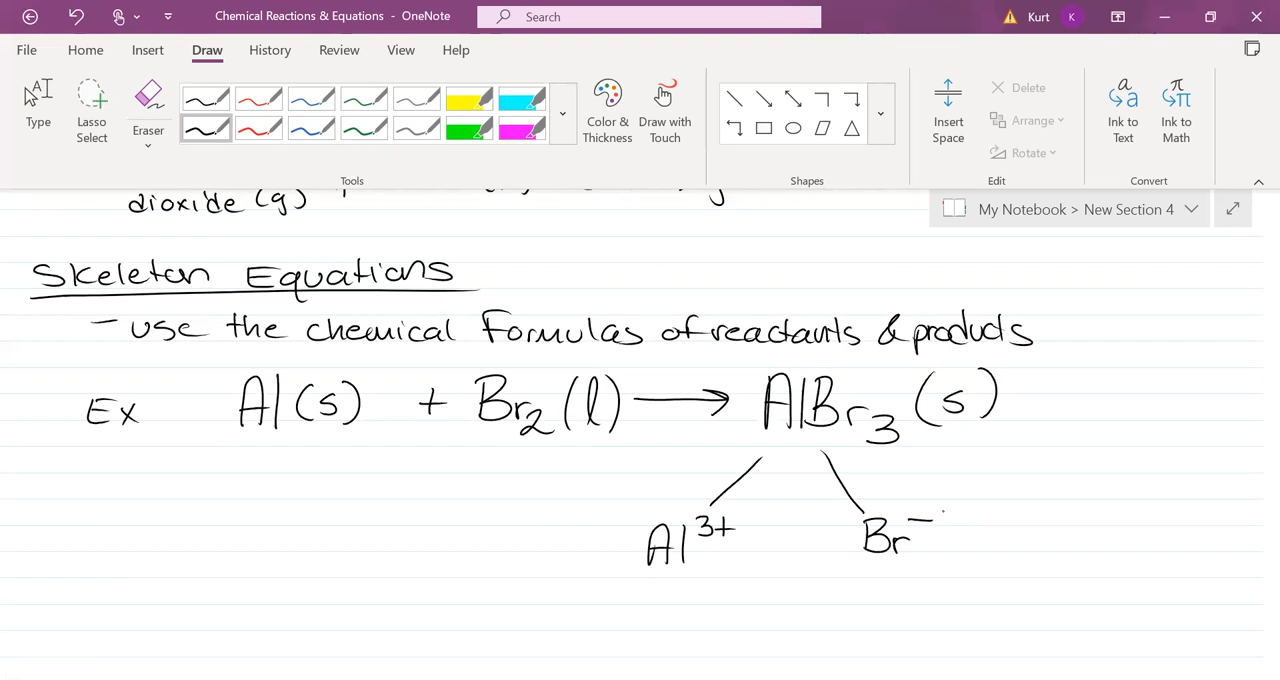 Chemical Reactions & Equations - OneNote
Search
Kurt
K
File Home Insert Draw History Review View Help
Type
Lasso Select
Eraser
Color & Thickness
Draw with Touch
Insert Space
Delete
Arrange
Rotate
Ink to Text
Ink to Math
Tools
Shapes
Edit
Convert
My Notebook > New Section 4
dioxide (g)
Skeleton Equations
- use the chemical Formulas of reactants & products
Ex Al(s) + Br₂(l) ⟶ AlBr₃(s)
Al³⁺ Br⁻